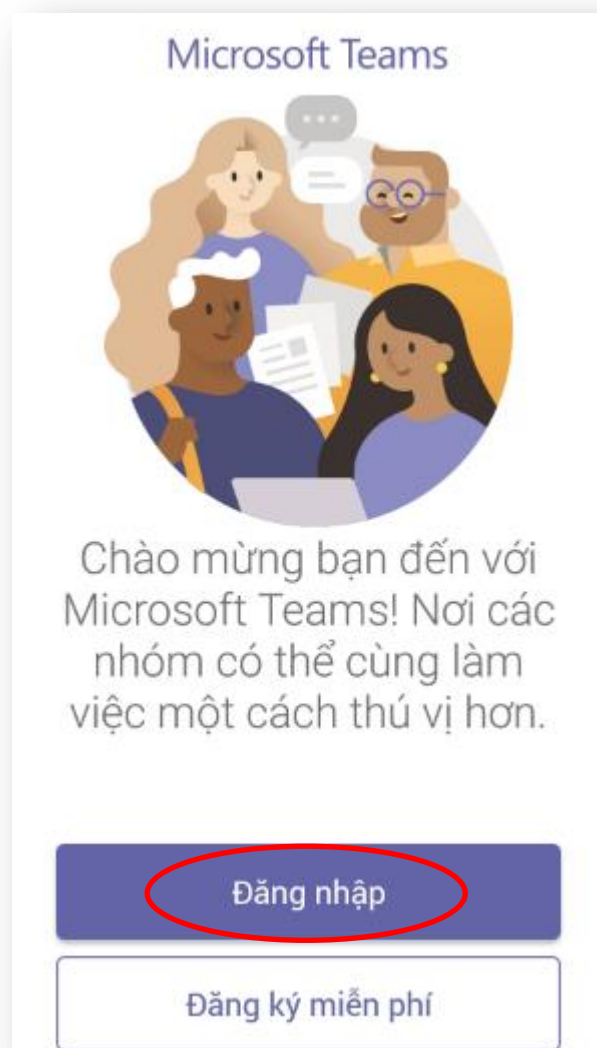 Microsoft Teams
Chào mừng bạn đến với
Microsoft Teams! Nơi các
nhóm có thể cùng làm
việc một cách thú vị hơn.
Đăng nhập
Đăng ký miễn phí